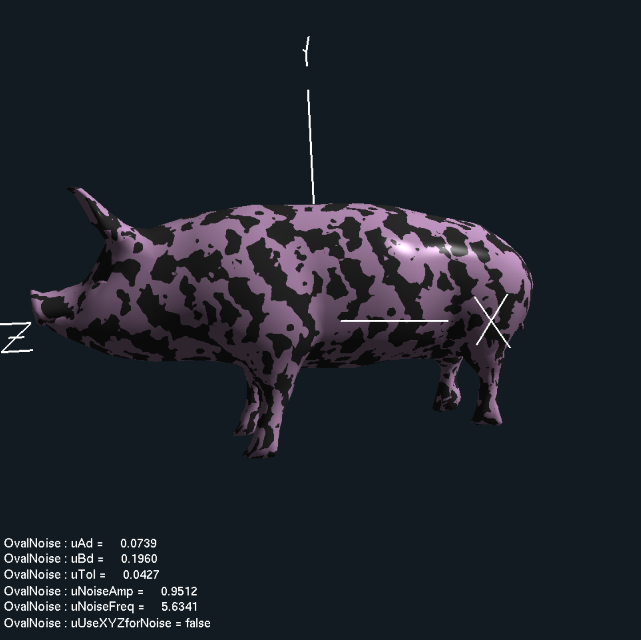 Y
Z
X
OvalNoise : uAd = 0.0739
OvalNoise : uBd = 0.1960
OvalNoise : uTol = 0.0427
OvalNoise : uNoiseAmp = 0.9512
OvalNoise : uNoiseFreq = 5.6341
OvalNoise : uUseXYZforNoise = false